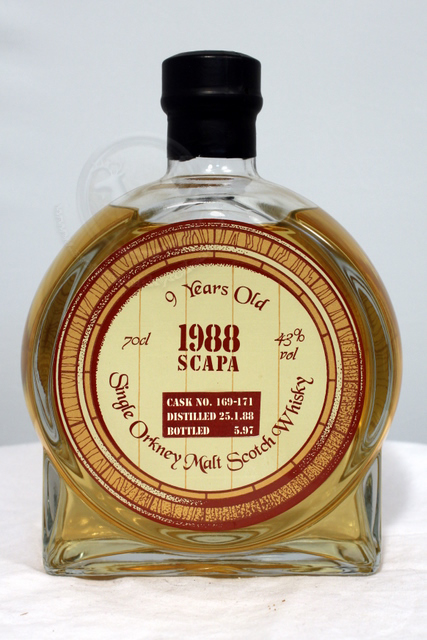 9 Years Old
70cl
1988
43%
vol
SCAPA
CASK NO. 169-171
DISTILLED 25.1.88
BOTTLED 5.97
Single Orkney Malt Scotch Whisky